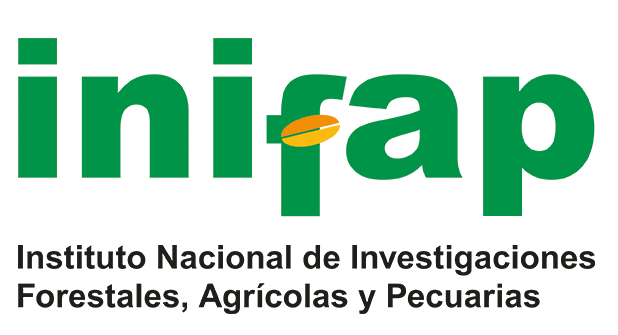 inifap
Instituto Nacional de Investigaciones
Forestales, Agrícolas y Pecuarias